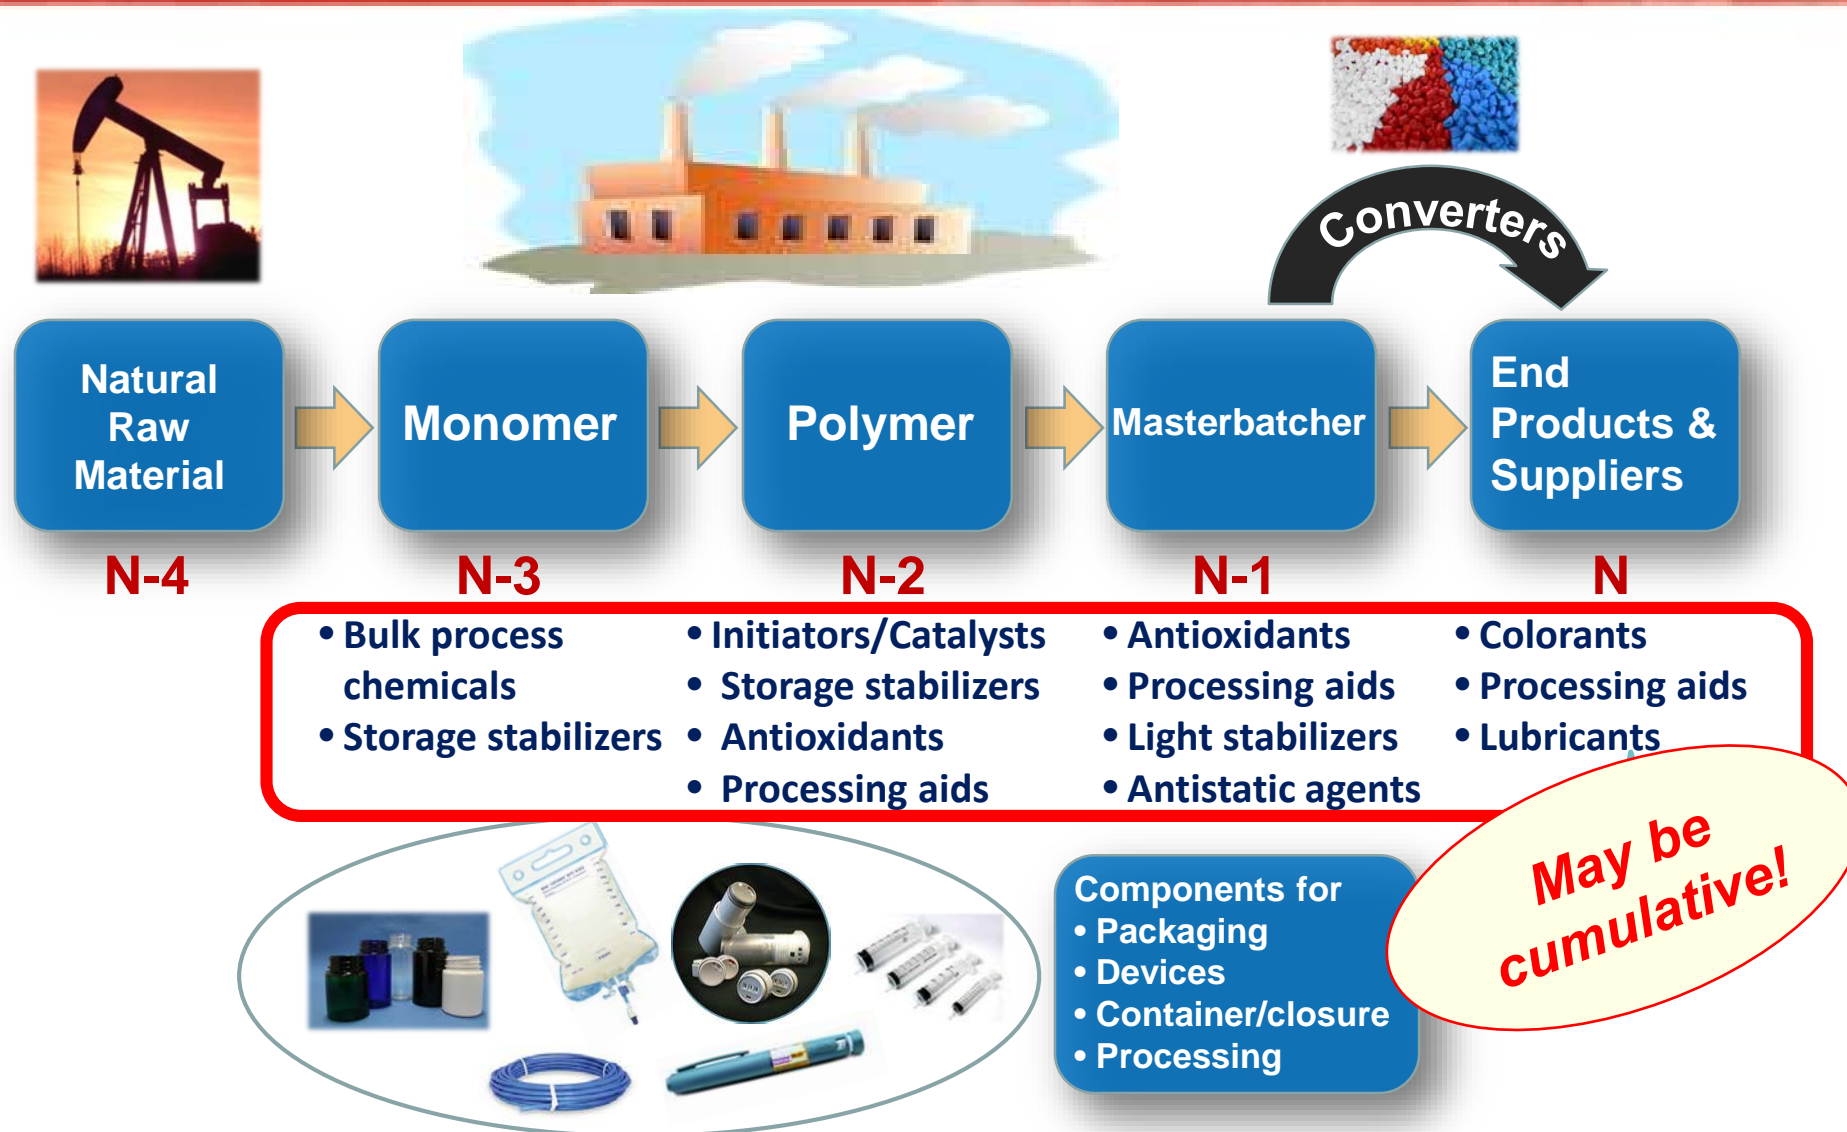 Converters
Natural
Raw
Material
Monomer
Polymer
Masterbatcher
End
Products &
Suppliers
N-4
N-3
N-2
N-1
N
• Bulk process
chemicals
• Storage stabilizers
• Initiators/Catalysts
• Storage stabilizers
• Antioxidants
• Processing aids
• Antioxidants
• Processing aids
• Light stabilizers
• Antistatic agents
• Colorants
• Processing aids
• Lubricants
May be
cumulative!
Components for
• Packaging
• Devices
• Container/closure
• Processing